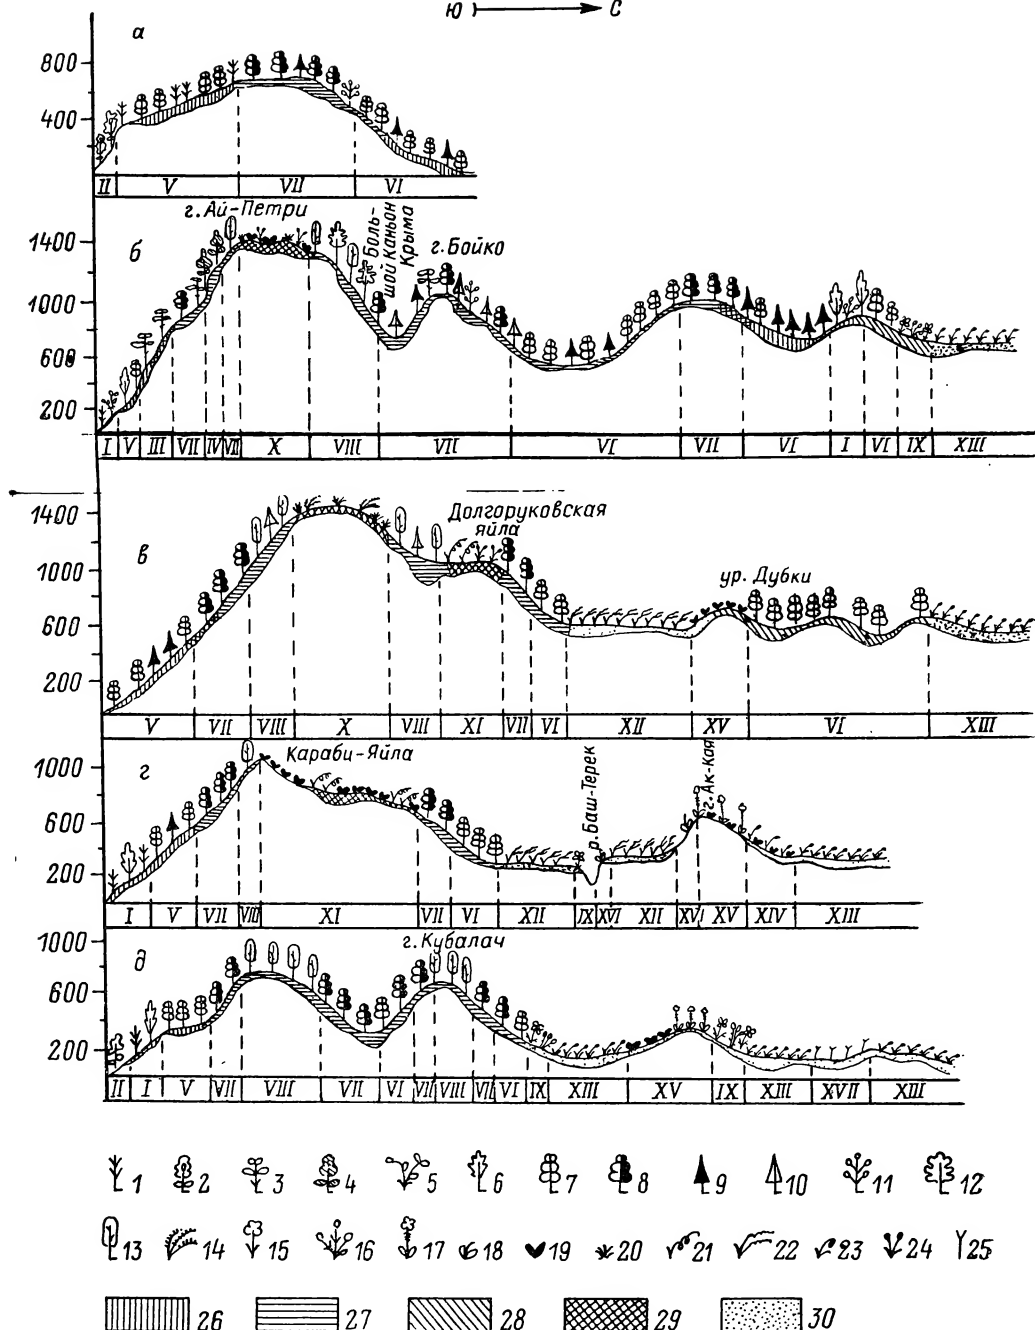 Ю С
а
800
400
II V VII VI
г. Ай-Петри
Боль-
шой Каньон
Крыма
г. Бойко
б
1400
1000
600
200
I V III VII IV VII X VIII VII VI VII VI I VI IX XIII
в
1400
1000
600
200
Долгоруковская
яйла
ур. Дубки
V VII VIII X VIII XI VII VI XII XV VI XIII
г
1000
600
200
Караби-Яйла
р. Баш-Терек
г. Ак-Кая
I V VII VIII XI VII VI XII IX XVI XII XVI XV XIV XIII
д
1000
600
200
г. Кубалач
II I V VII VIII VII VI VII VIII VII VI IX XIII XV IX XIII XVII XIII
1 2 3 4 5 6 7 8 9 10 11 12
13 14 15 16 17 18 19 20 21 22 23 24 25
26 27 28 29 30